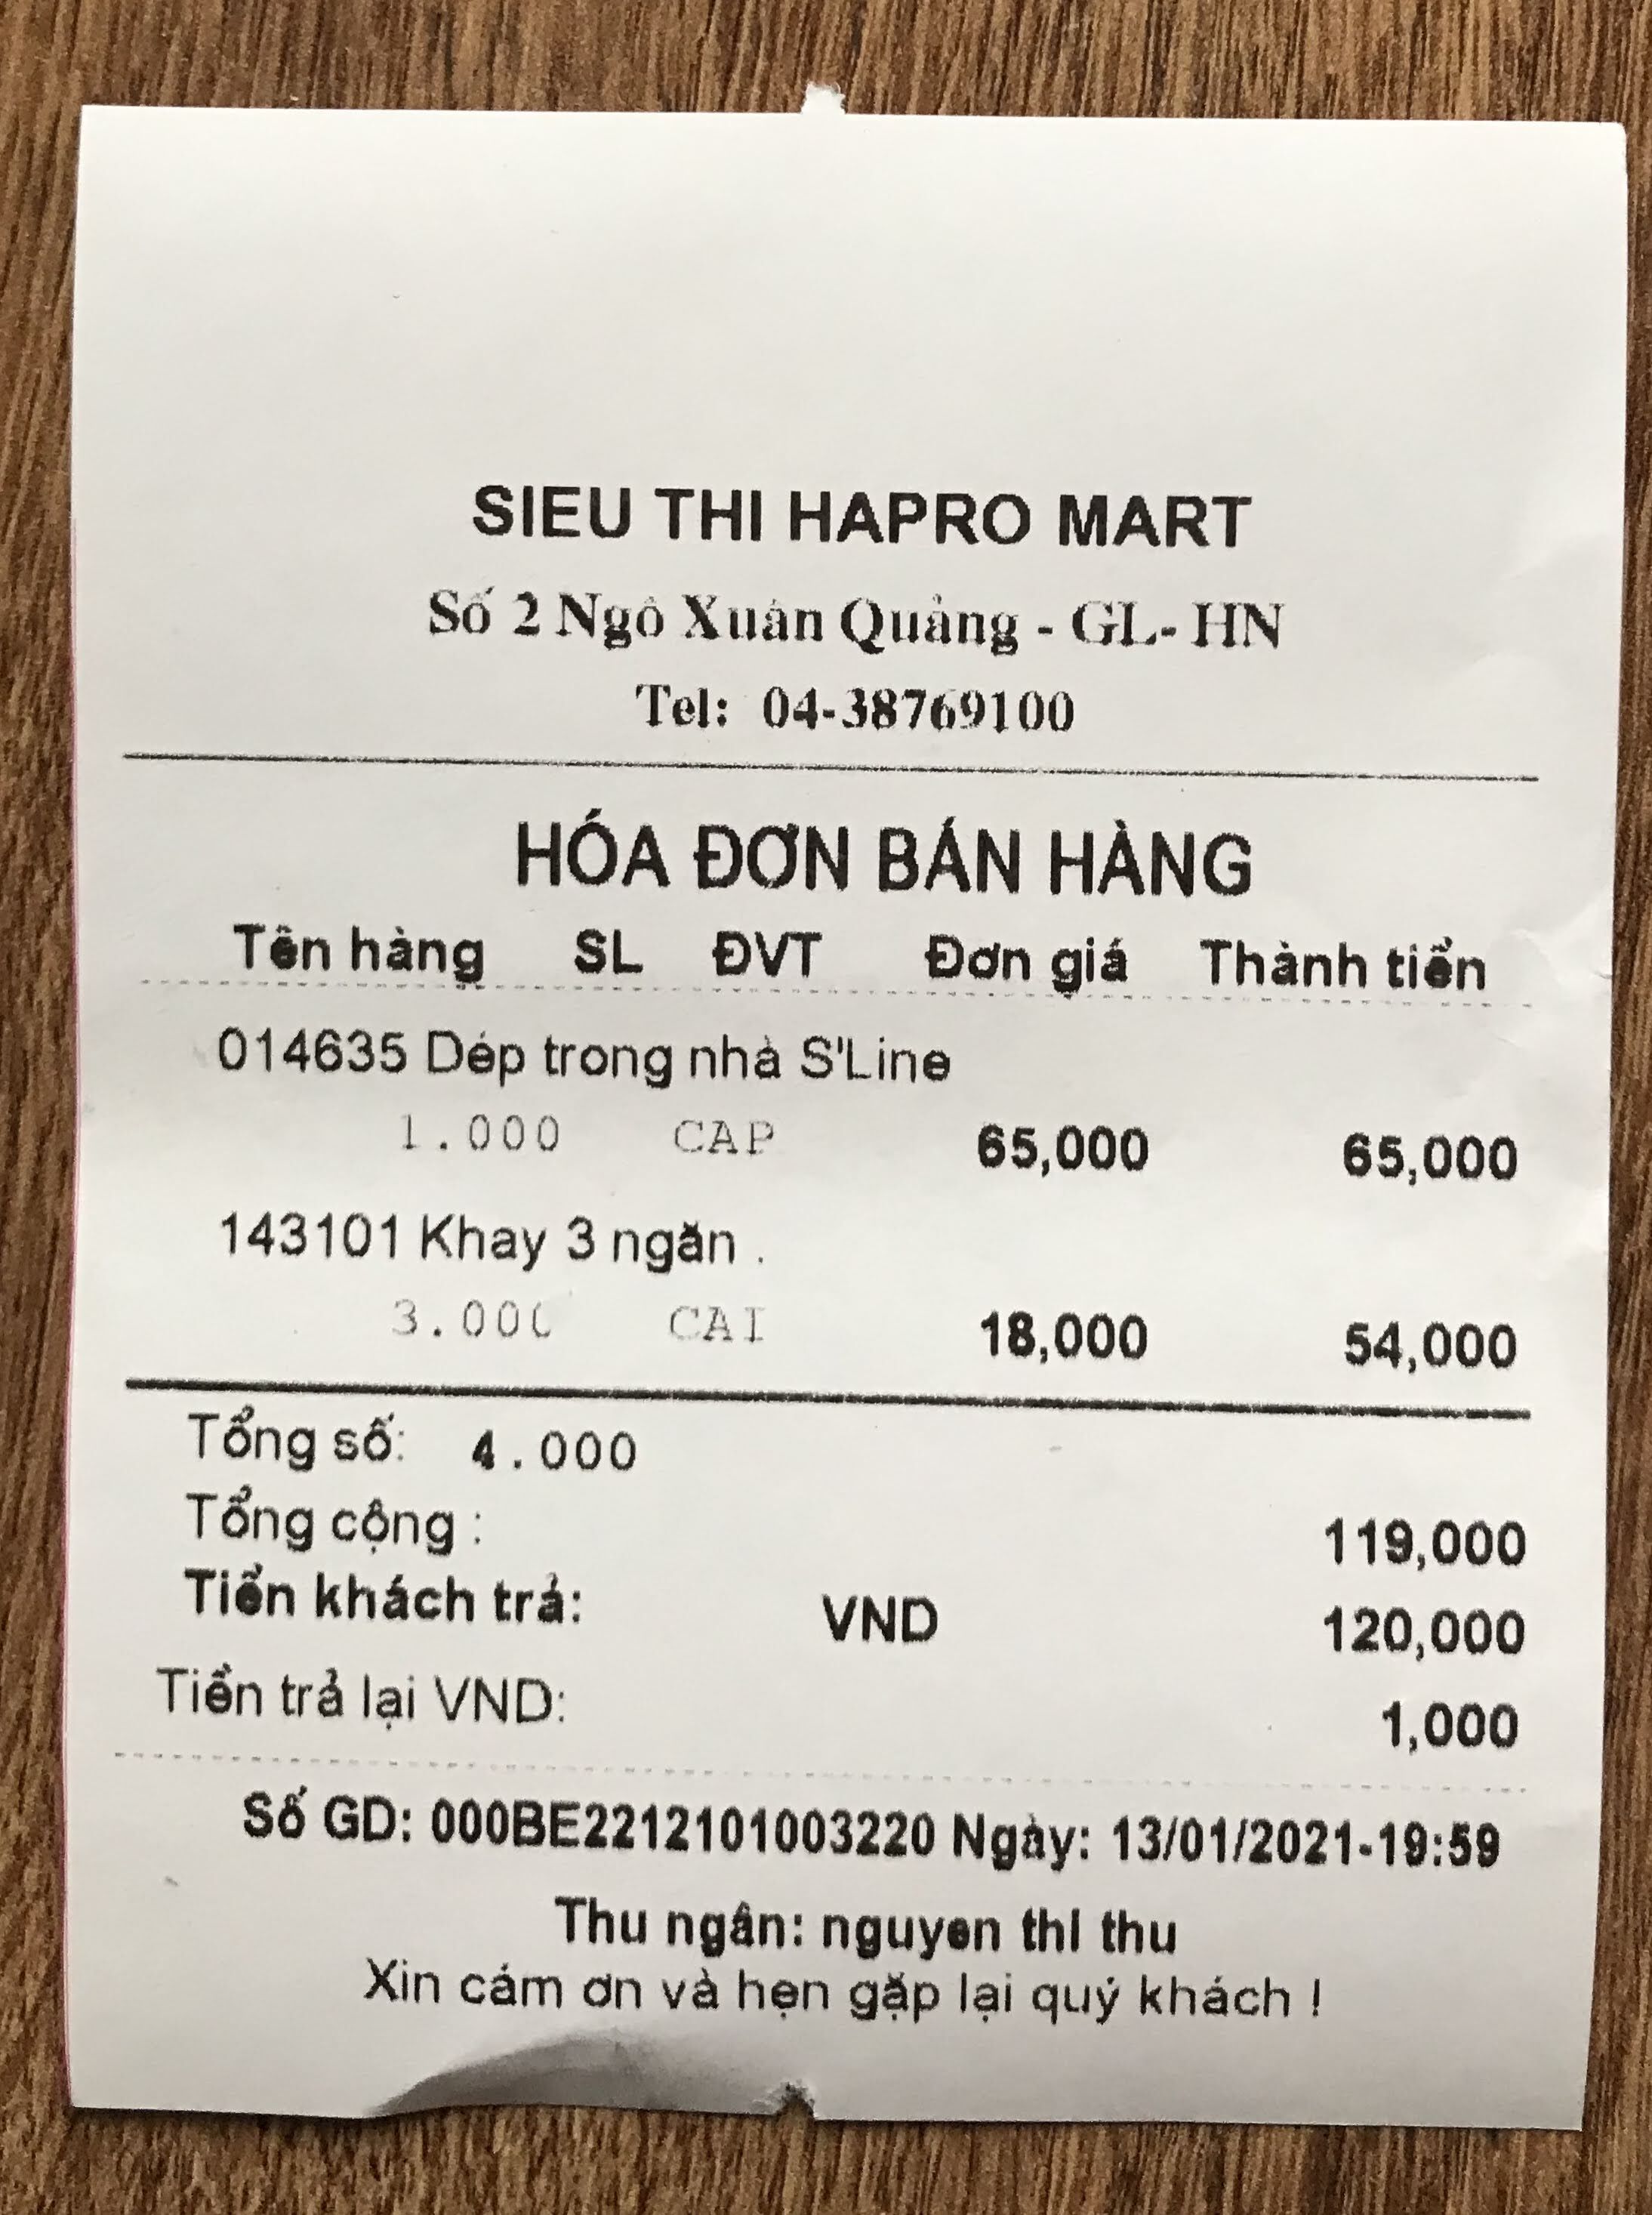 SIEU THI HAPRO MART
Số 2 Ngô Xuân Quảng - GL- HN
Tel: 04-38769100
HÓA ĐƠN BÁN HÀNG
Tên hàng SL ĐVT Đơn giá Thành tiền
014635 Dép trong nhà S'Line
1.000 CAP 65,000 65,000
143101 Khay 3 ngăn .
3.000 CAI 18,000 54,000
Tổng số: 4.000
Tổng cộng : 119,000
Tiền khách trả: VND 120,000
Tiền trả lại VND: 1,000
Số GD: 000BE2212101003220 Ngày: 13/01/2021-19:59
Thu ngân: nguyen thi thu
Xin cám ơn và hẹn gặp lại quý khách !